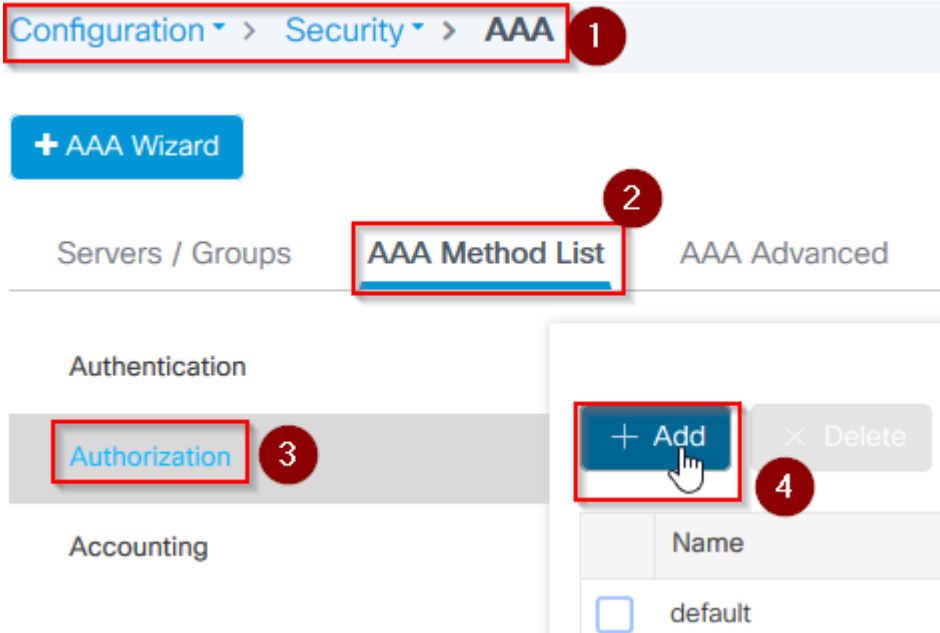 Configuration > Security > AAA 1
+ AAA Wizard
2
Servers / Groups AAA Method List AAA Advanced
Authentication
Authorization 3
+ Add × Delete
4
Accounting
Name
default